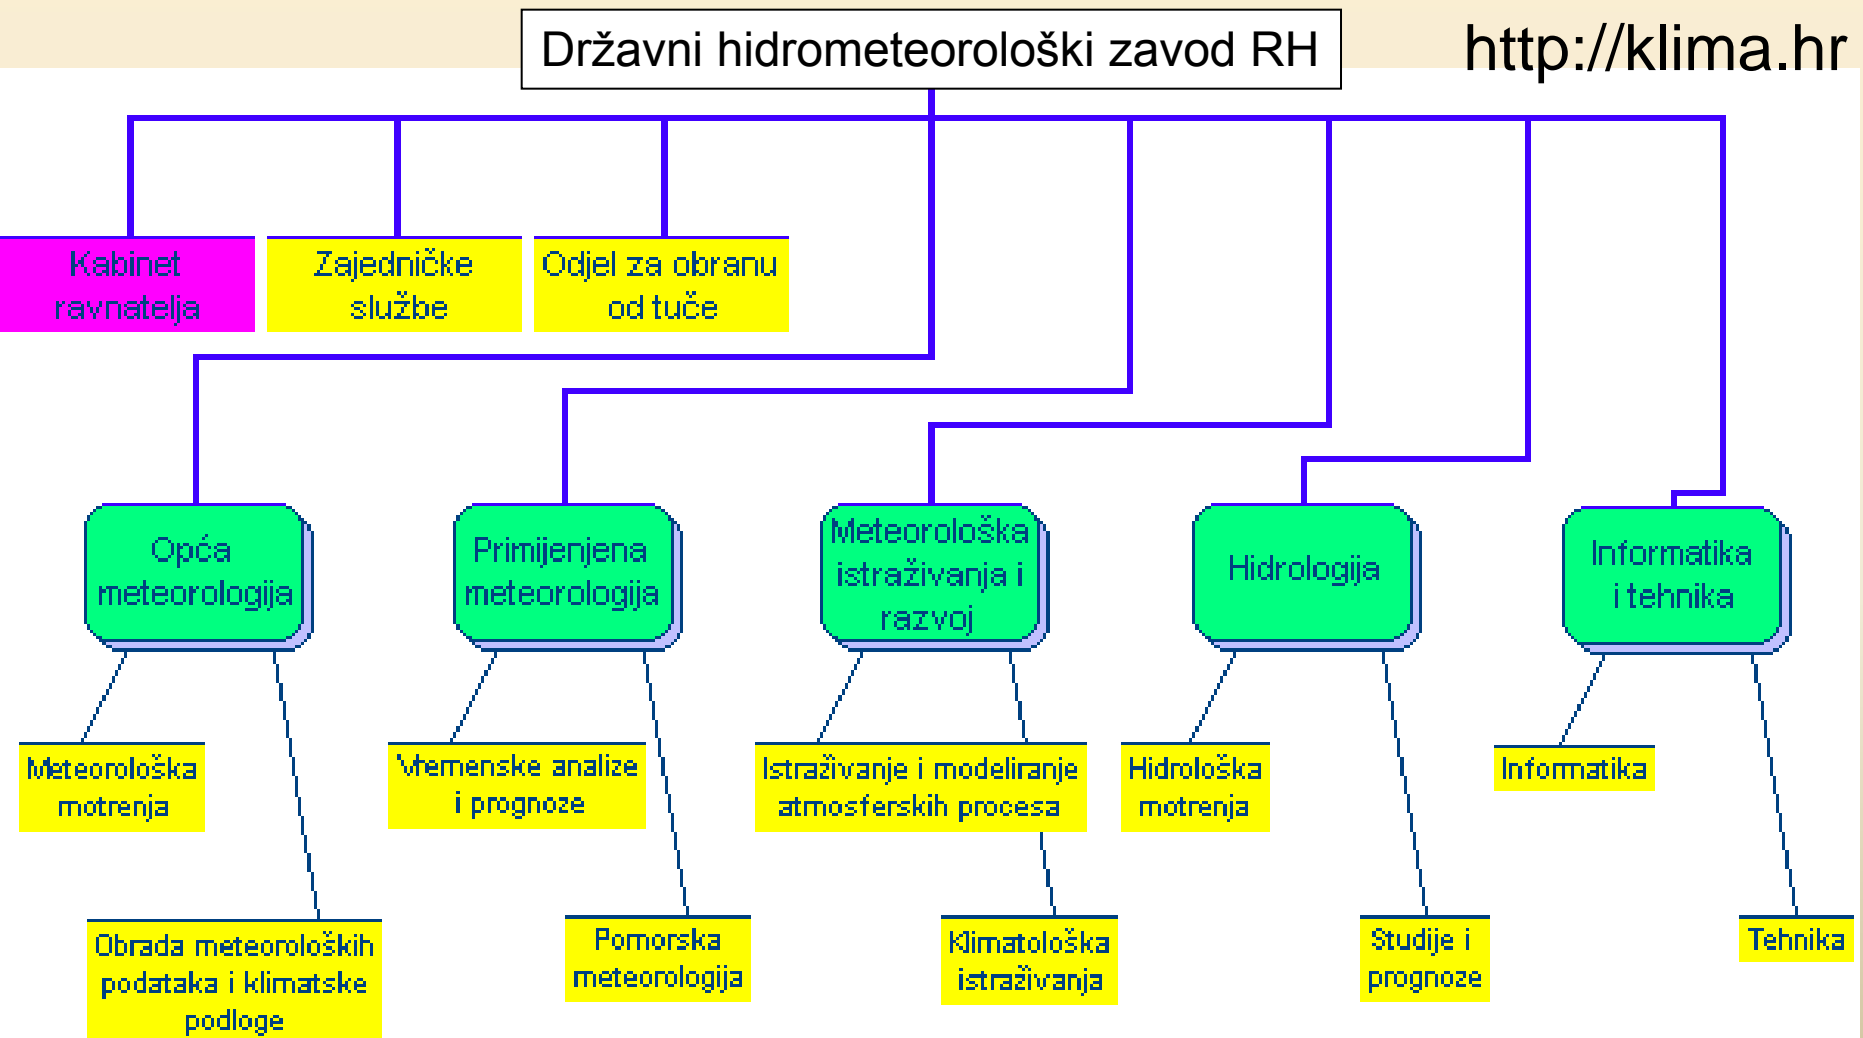 Državni hidrometeorološki zavod RH
http://klima.hr
Kabinet
ravnatelja
Zajedničke
službe
Odjel za obranu
od tuče
Opća
meteorologija
Primijenjena
meteorologija
Meteorološka
istraživanja i
razvoj
Hidrologija
Informatika
i tehnika
Meteorološka
motrenja
Vremenske analize
i prognoze
Istraživanje i modeliranje
atmosferskih procesa
Hidrološka
motrenja
Informatika
Obrada meteoroloških
podataka i klimatske
podloge
Pomorska
meteorologija
Klimatološka
istraživanja
Studije i
prognoze
Tehnika